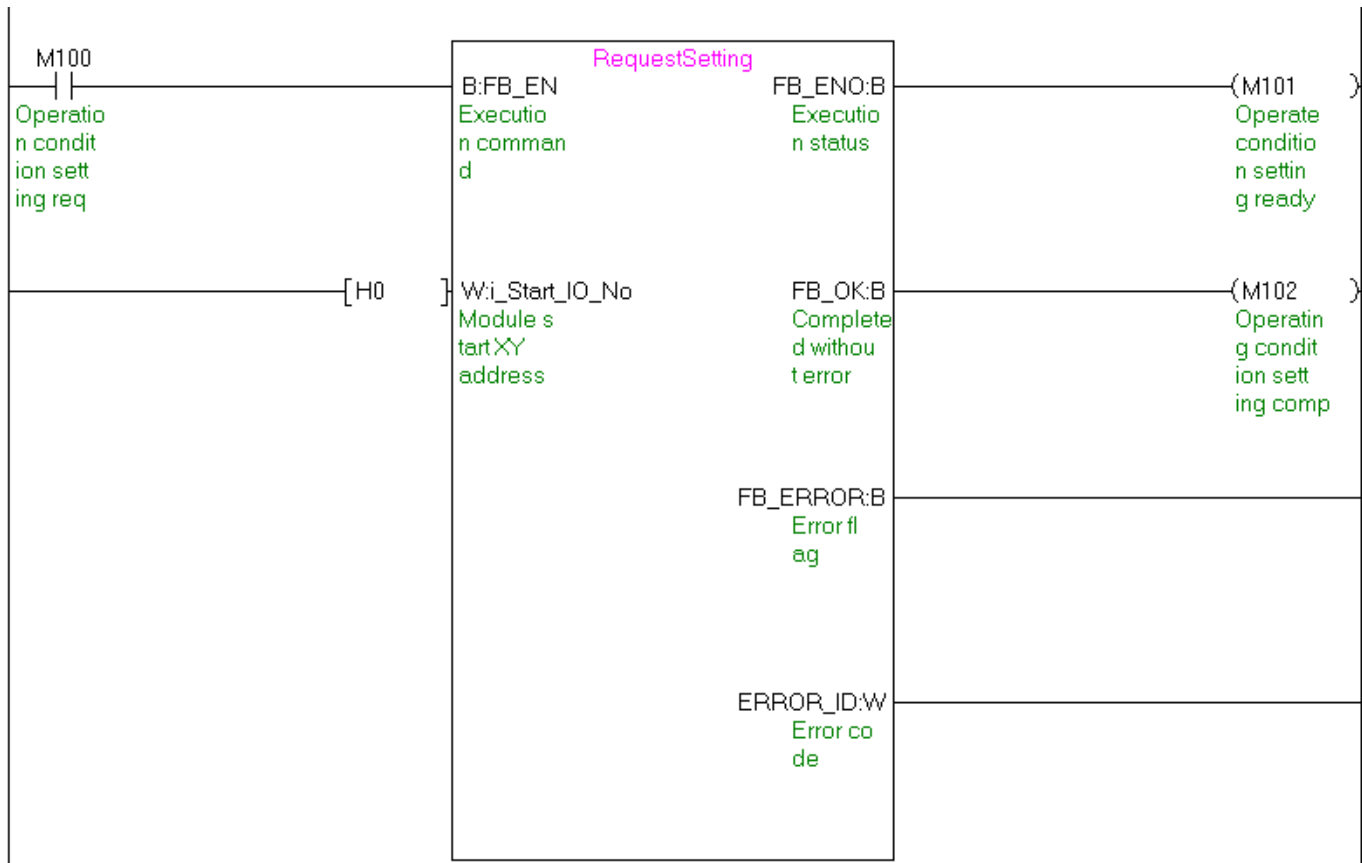 M100
RequestSetting
B:FB_EN
FB_ENO:B
(M101 )
Operatio
n condit
ion sett
ing req
Executio
n comman
d
Executio
n status
Operate
conditio
n settin
g ready
[H0 ]
W:i_Start_IO_No
FB_OK:B
(M102 )
Module s
tart XY
address
Complete
d withou
t error
Operatin
g condit
ion sett
ing comp
FB_ERROR:B
Error fl
ag
ERROR_ID:W
Error co
de